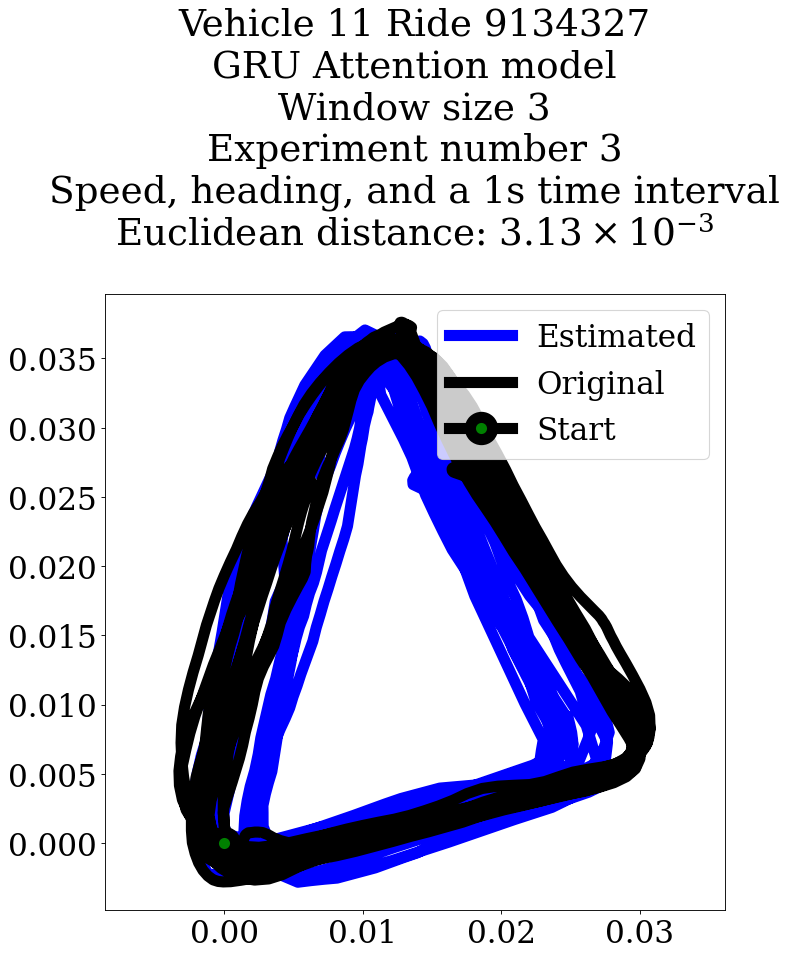 Vehicle 11 Ride 9134327
GRU Attention model
Window size 3
Experiment number 3
Speed, heading, and a 1s time interval
Euclidean distance: 3.13 × 10⁻³
Estimated
Original
Start
0.035
0.030
0.025
0.020
0.015
0.010
0.005
0.000
0.00 0.01 0.02 0.03